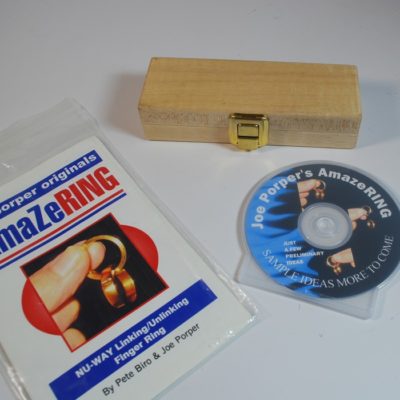 porper originals
amaZeRING
NU-WAY Linking/Unlinking
Finger Ring
By Pete Biro & Joe Porper
Joe Porper's AmazeRING
JUST
A FEW
PRELIMINARY
IDEAS
SAMPLE IDEAS MORE TO COME